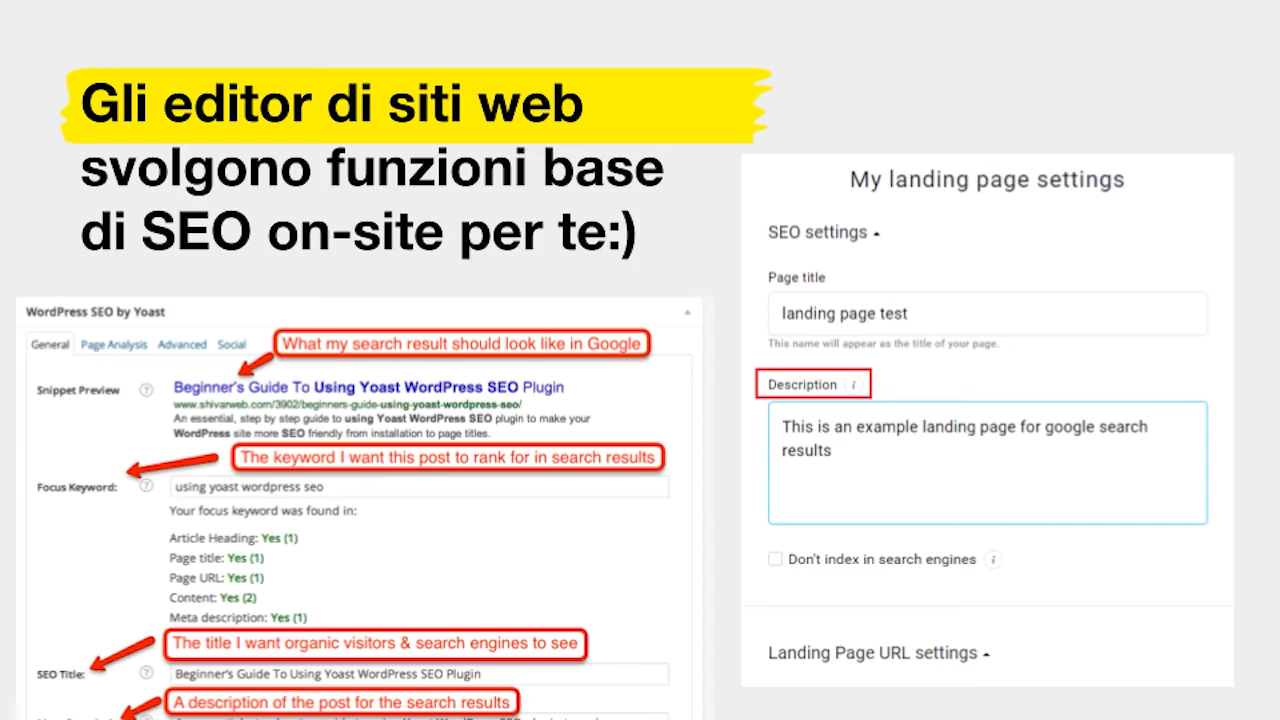 Gli editor di siti web
svolgono funzioni base
di SEO on-site per te:)
WordPress SEO by Yoast
General Page Analysis Advanced Social
What my search result should look like in Google
Snippet Preview
Beginner's Guide To Using Yoast WordPress SEO Plugin
www.shivarweb.com/3902/beginners-guide-using-yoast-wordpress-seo/
An essential, step by step guide to using Yoast WordPress SEO plugin to make your
WordPress site more SEO friendly from installation to page titles.
The keyword I want this post to rank for in search results
Focus Keyword: using yoast wordpress seo
Your focus keyword was found in:
Article Heading: Yes (1)
Page title: Yes (1)
Page URL: Yes (1)
Content: Yes (2)
Meta description: Yes (1)
The title I want organic visitors & search engines to see
SEO Title: Beginner's Guide To Using Yoast WordPress SEO Plugin
A description of the post for the search results
My landing page settings
SEO settings
Page title
landing page test
This name will appear as the title of your page.
Description i
This is an example landing page for google search
results
Don't index in search engines i
Landing Page URL settings